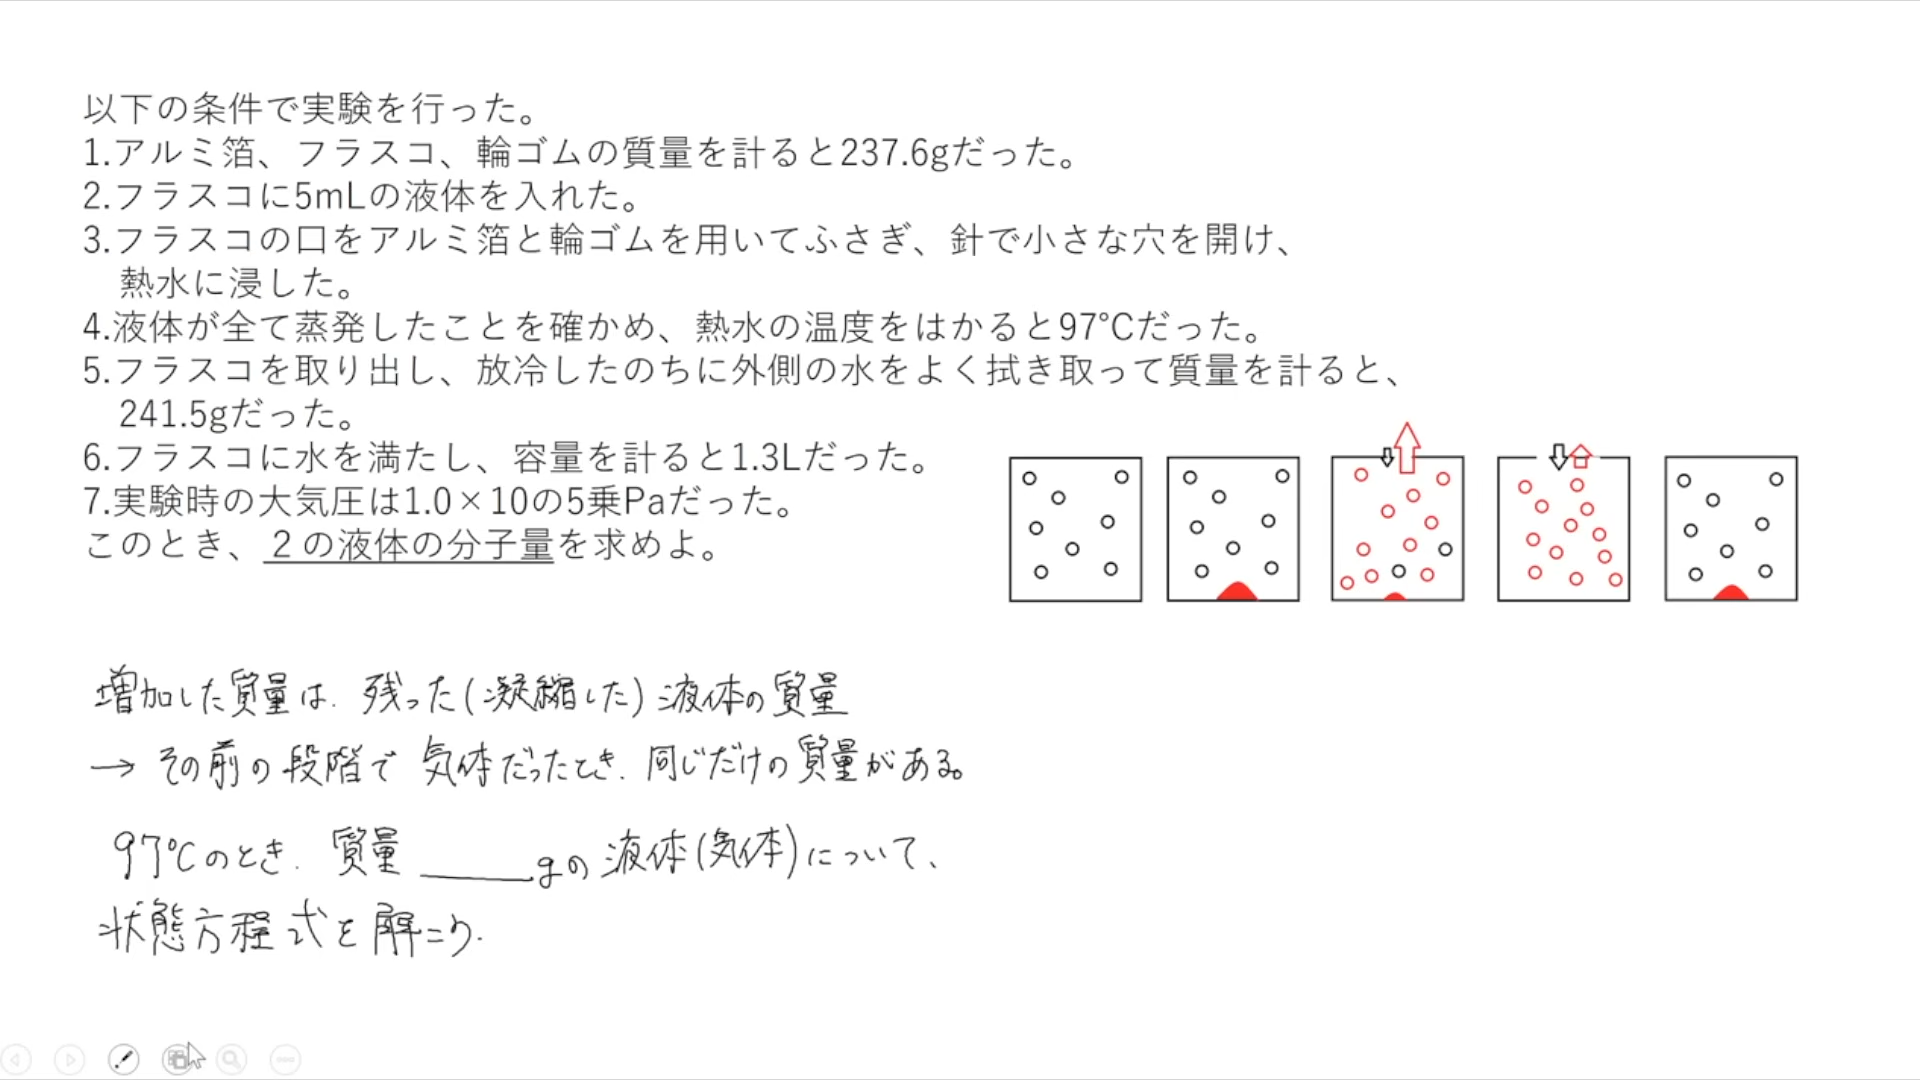 以下の条件で実験を行った。
1.アルミ箔、フラスコ、輪ゴムの質量を計ると237.6gだった。
2.フラスコに5mLの液体を入れた。
3.フラスコの口をアルミ箔と輪ゴムを用いてふさぎ、針で小さな穴を開け、
熱水に浸した。
4.液体が全て蒸発したことを確かめ、熱水の温度をはかると97°Cだった。
5.フラスコを取り出し、放冷したのちに外側の水をよく拭き取って質量を計ると、
241.5gだった。
6.フラスコに水を満たし、容量を計ると1.3Lだった。
7.実験時の大気圧は1.0×10の5乗Paだった。
このとき、２の液体の分子量を求めよ。
増加した質量は、残った(凝縮した)液体の質量
→ その前の段階で 気体だったとき、同じだけの質量がある。
97℃のとき、質量 ______gの液体(気体)について、
状態方程式を解こう.